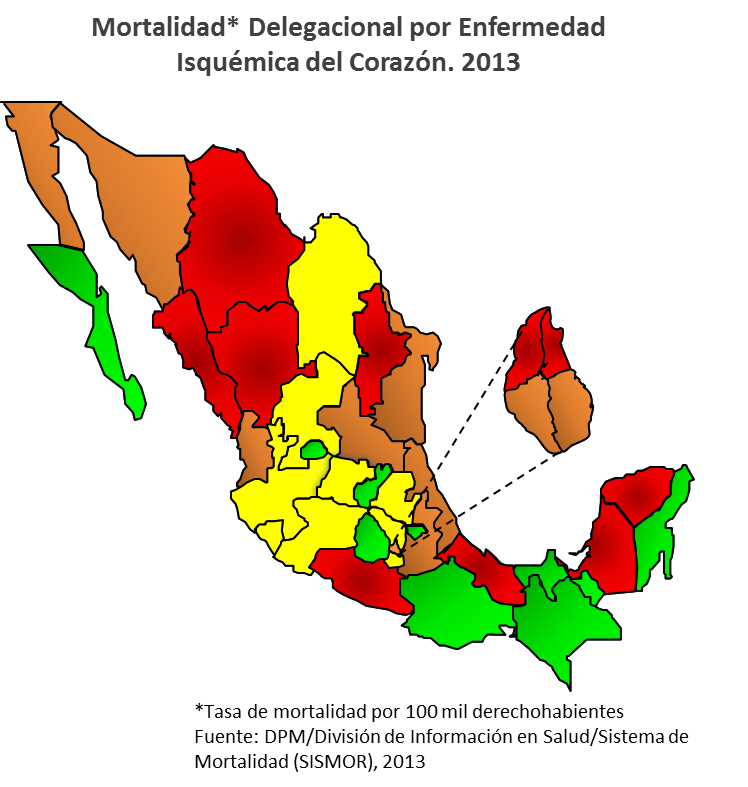 Mortalidad* Delegacional por Enfermedad
Isquémica del Corazón. 2013
*Tasa de mortalidad por 100 mil derechohabientes
Fuente: DPM/División de Información en Salud/Sistema de
Mortalidad (SISMOR), 2013